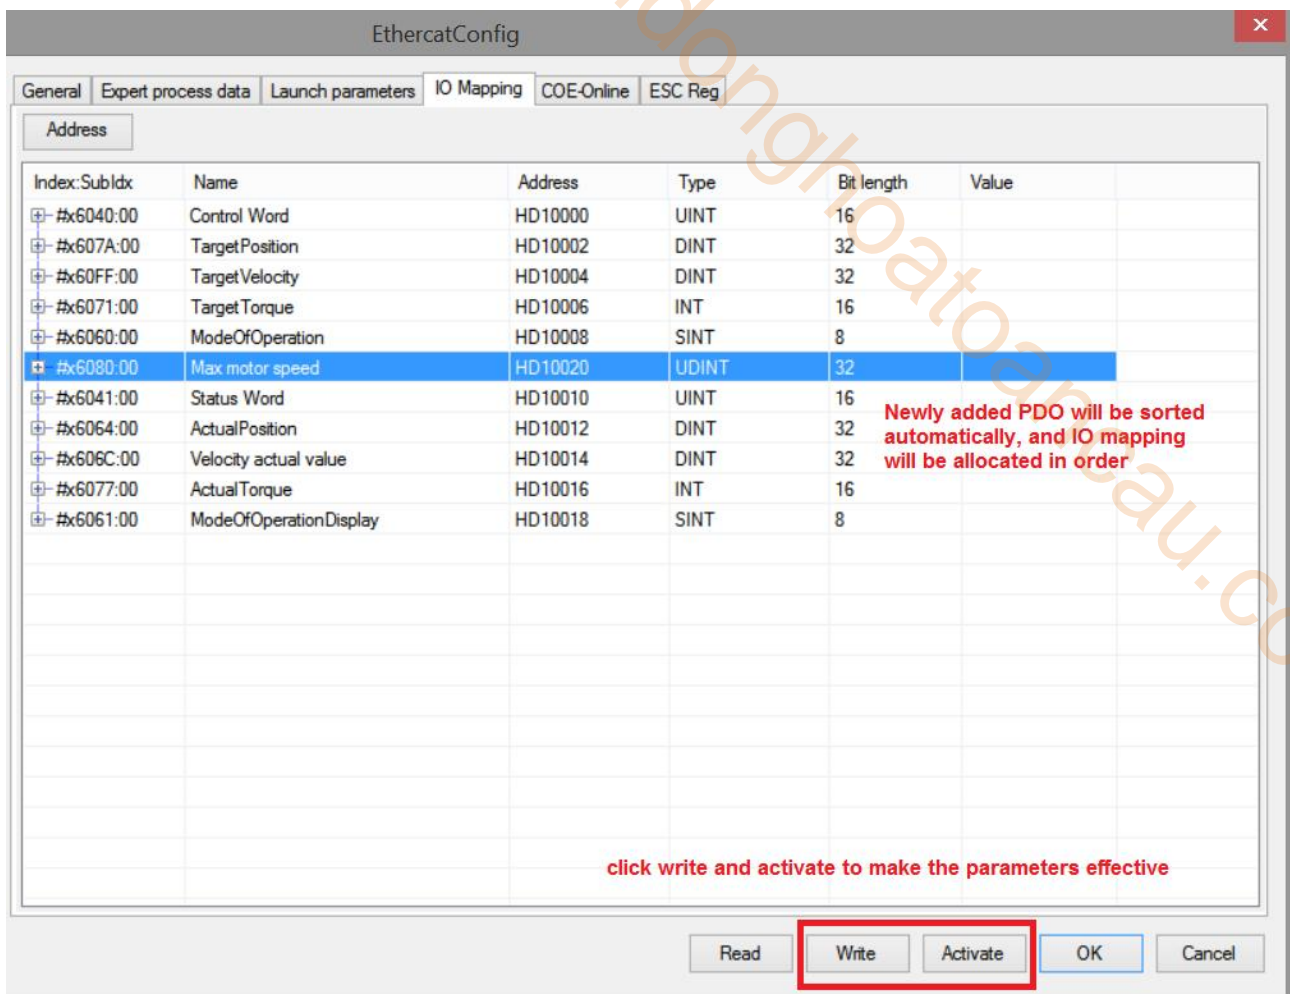 EthercatConfig
General Expert process data Launch parameters IO Mapping COE-Online ESC Reg
Address
Index:SubIdx Name Address Type Bit length Value
#x6040:00 Control Word HD10000 UINT 16
#x607A:00 TargetPosition HD10002 DINT 32
#x60FF:00 TargetVelocity HD10004 DINT 32
#x6071:00 TargetTorque HD10006 INT 16
#x6060:00 ModeOfOperation HD10008 SINT 8
#x6080:00 Max motor speed HD10020 UDINT 32
#x6041:00 Status Word HD10010 UINT 16
#x6064:00 ActualPosition HD10012 DINT 32
#x606C:00 Velocity actual value HD10014 DINT 32
#x6077:00 ActualTorque HD10016 INT 16
#x6061:00 ModeOfOperationDisplay HD10018 SINT 8
Newly added PDO will be sorted
automatically, and IO mapping
will be allocated in order
click write and activate to make the parameters effective
Read Write Activate OK Cancel
donghoatoancau.co